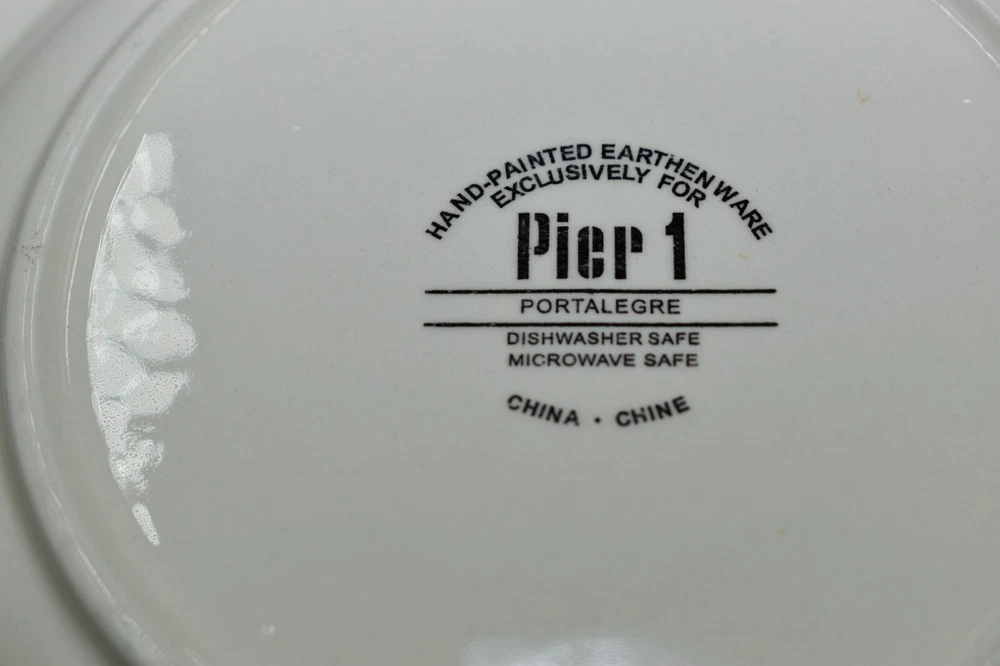 HAND-PAINTED EARTHENWARE
EXCLUSIVELY FOR
Pier 1
PORTALEGRE
DISHWASHER SAFE
MICROWAVE SAFE
CHINA • CHINE